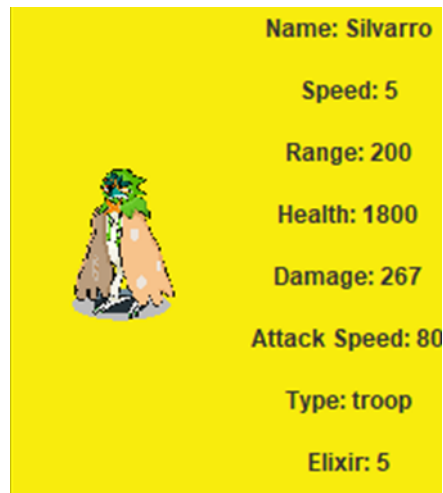 Name: Silvarro
Speed: 5
Range: 200
Health: 1800
Damage: 267
Attack Speed: 80
Type: troop
Elixir: 5